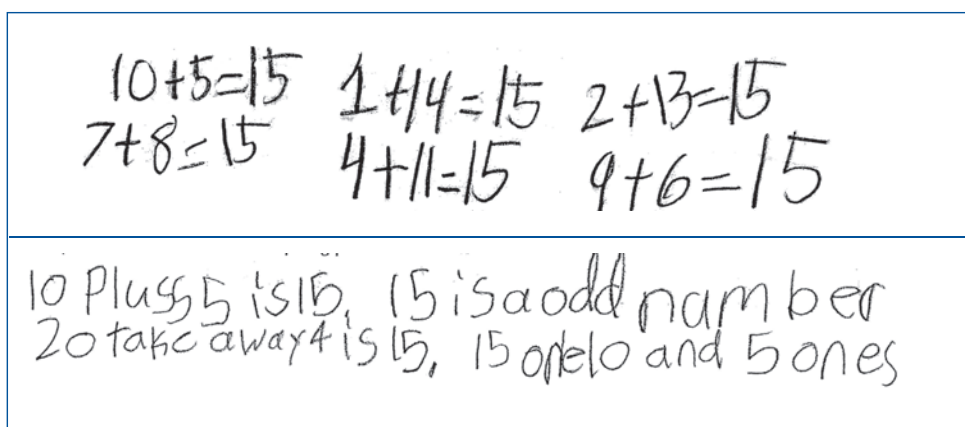 10+5=15 1+14=15 2+13=15
7+8=15 4+11=15 9+6=15
10 Pluss 5 is 15. 15 is a odd namber
20 take away 4 is 15, 15 one 10 and 5 ones